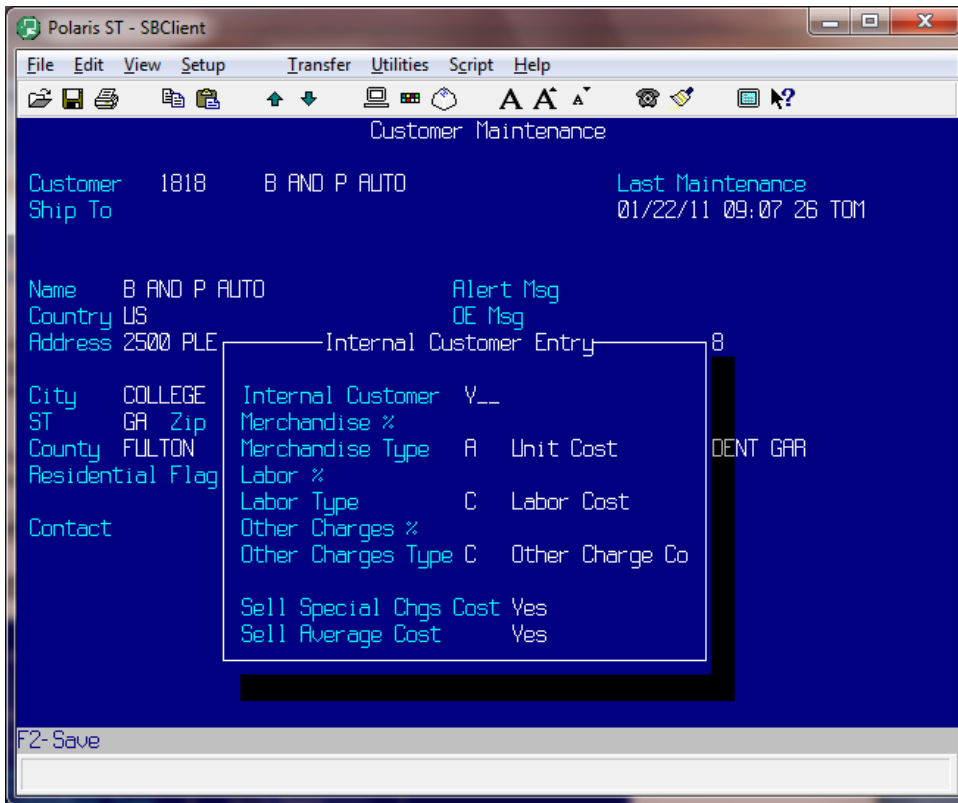 Polaris ST - SBClient
File Edit View Setup Transfer Utilities Script Help
Customer Maintenance
Customer 1818 B AND P AUTO Last Maintenance
Ship To 01/22/11 09:07 26 TOM
Name B AND P AUTO Alert Msg
Country US OE Msg
Address 2500 PLE Internal Customer Entry 8
City COLLEGE Internal Customer Y__
ST GA Zip Merchandise %
County FULTON Merchandise Type A Unit Cost DENT GAR
Residential Flag Labor %
Labor Type C Labor Cost
Contact Other Charges %
Other Charges Type C Other Charge Co
Sell Special Chgs Cost Yes
Sell Average Cost Yes
F2-Save